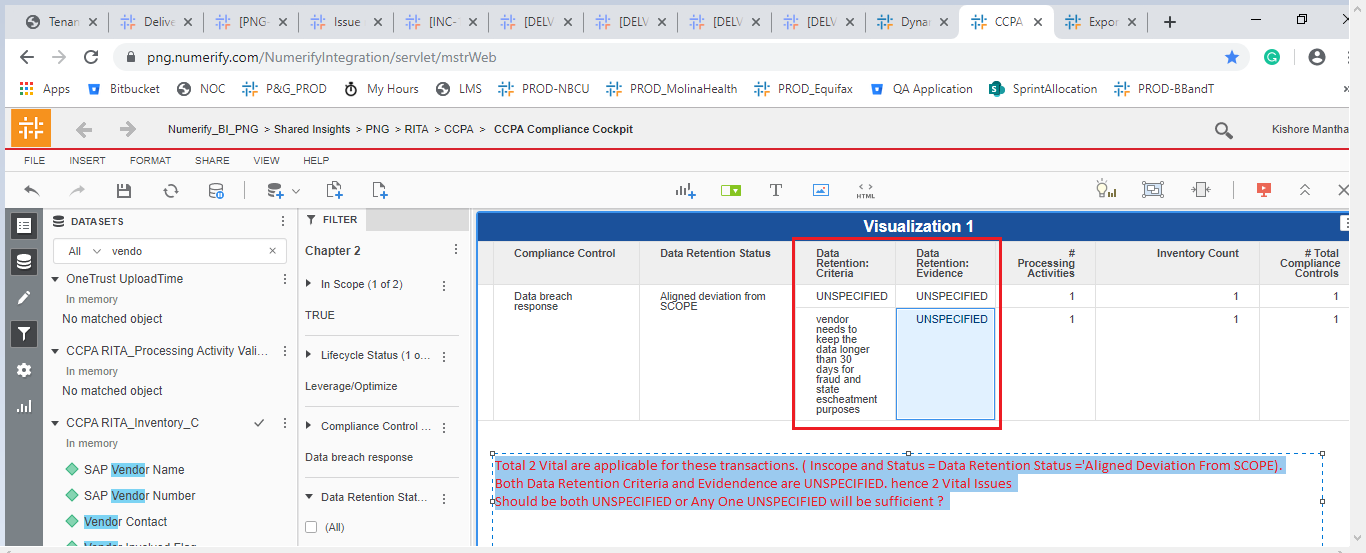 Tenan
Delive
[PNG-
Issue
[INC-
[DELV
[DELV
[DELV
[DELV
Dynar
CCPA
Expor
png.numerify.com/NumerifyIntegration/servlet/mstrWeb
Apps
Bitbucket
NOC
P&G_PROD
My Hours
LMS
PROD-NBCU
PROD_MolinaHealth
PROD_Equifax
QA Application
SprintAllocation
PROD-BBandT
Numerify_BI_PNG > Shared Insights > PNG > RITA > CCPA > CCPA Compliance Cockpit
Kishore Mantha
FILE
INSERT
FORMAT
SHARE
VIEW
HELP
HTML
DATASETS
All
vendo
OneTrust UploadTime
In memory
No matched object
CCPA RITA_Processing Activity Vali...
In memory
No matched object
CCPA RITA_Inventory_C
In memory
SAP Vendor Name
SAP Vendor Number
Vendor Contact
Vendor Involved Flag
FILTER
Chapter 2
In Scope (1 of 2)
TRUE
Lifecycle Status (1 o...
Leverage/Optimize
Compliance Control ...
Data breach response
Data Retention Stat...
(All)
Visualization 1
Compliance Control
Data Retention Status
Data
Retention:
Criteria
Data
Retention:
Evidence
#
Processing
Activities
Inventory Count
# Total
Compliance
Controls
Data breach
response
Aligned deviation from
SCOPE
UNSPECIFIED
UNSPECIFIED
1
1
1
vendor
needs to
keep the
data longer
than 30
days for
fraud and
state
escheatment
purposes
UNSPECIFIED
1
1
1
Total 2 Vital are applicable for these transactions. ( Inscope and Status = Data Retention Status ='Aligned Deviation From SCOPE).
Both Data Retention Criteria and Evidendence are UNSPECIFIED. hence 2 Vital Issues
Should be both UNSPECIFIED or Any One UNSPECIFIED will be sufficient ?